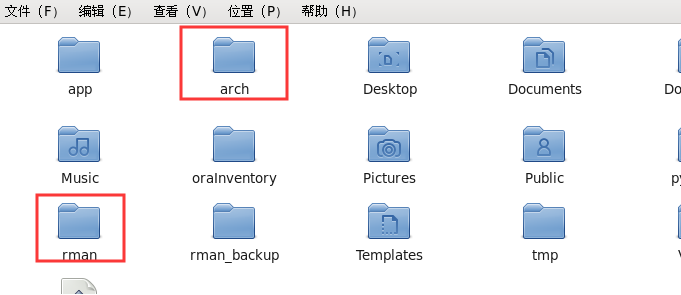 文件（F） 编辑（E） 查看（V） 位置（P） 帮助（H）
app arch Desktop Documents Do
Music oraInventory Pictures Public py
rman rman_backup Templates tmp V